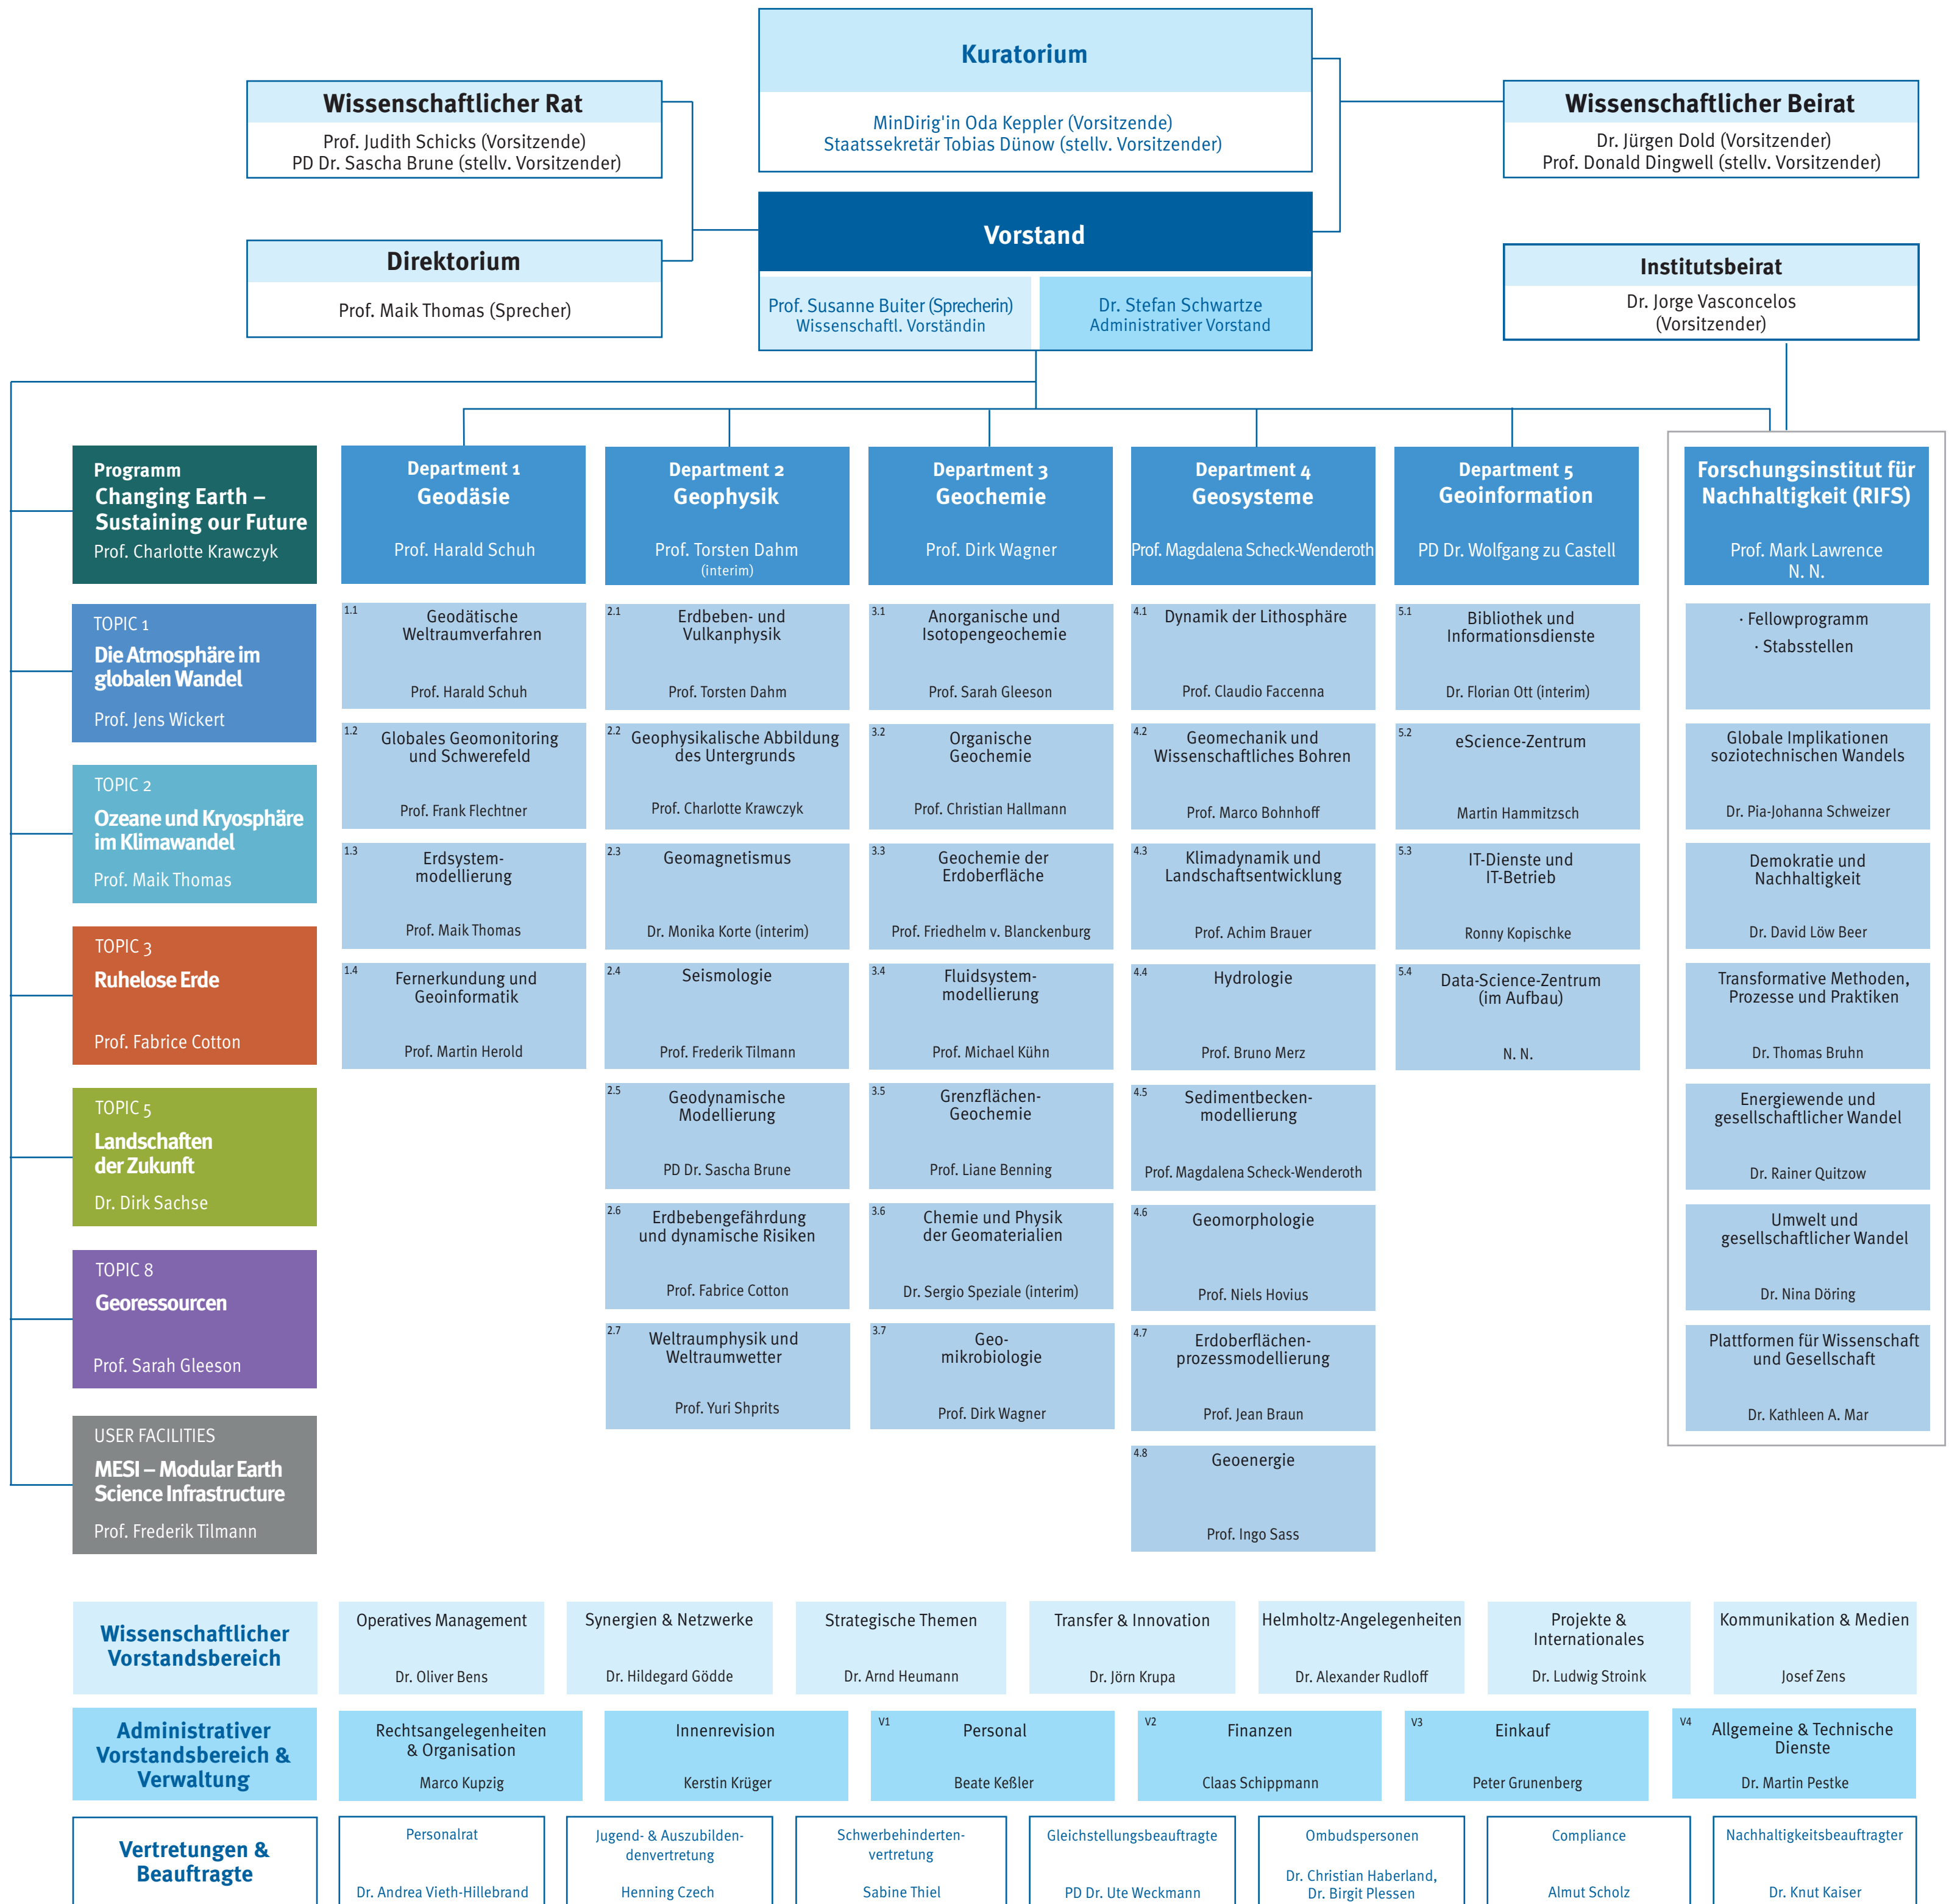 Kuratorium
MinDirig'in Oda Keppler (Vorsitzende)
Staatssekretär Tobias Dünow (stellv. Vorsitzender)
Wissenschaftlicher Rat
Prof. Judith Schicks (Vorsitzende)
PD Dr. Sascha Brune (stellv. Vorsitzender)
Wissenschaftlicher Beirat
Dr. Jürgen Dold (Vorsitzender)
Prof. Donald Dingwell (stellv. Vorsitzender)
Vorstand
Prof. Susanne Buiter (Sprecherin)
Wissenschaftl. Vorständin
Dr. Stefan Schwartze
Administrativer Vorstand
Direktorium
Prof. Maik Thomas (Sprecher)
Institutsbeirat
Dr. Jorge Vasconcelos
(Vorsitzender)
Programm
Changing Earth –
Sustaining our Future
Prof. Charlotte Krawczyk
TOPIC 1
Die Atmosphäre im
globalen Wandel
Prof. Jens Wickert
TOPIC 2
Ozeane und Kryosphäre
im Klimawandel
Prof. Maik Thomas
TOPIC 3
Ruhelose Erde
Prof. Fabrice Cotton
TOPIC 5
Landschaften
der Zukunft
Dr. Dirk Sachse
TOPIC 8
Georessourcen
Prof. Sarah Gleeson
USER FACILITIES
MESI – Modular Earth
Science Infrastructure
Prof. Frederik Tilmann
Department 1
Geodäsie
Prof. Harald Schuh
1.1
Geodätische
Weltraumverfahren
Prof. Harald Schuh
1.2
Globales Geomonitoring
und Schwerefeld
Prof. Frank Flechtner
1.3
Erdsystem-
modellierung
Prof. Maik Thomas
1.4
Fernerkundung und
Geoinformatik
Prof. Martin Herold
Department 2
Geophysik
Prof. Torsten Dahm
(interim)
2.1
Erdbeben- und
Vulkanphysik
Prof. Torsten Dahm
2.2
Geophysikalische Abbildung
des Untergrunds
Prof. Charlotte Krawczyk
2.3
Geomagnetismus
Dr. Monika Korte (interim)
2.4
Seismologie
Prof. Frederik Tilmann
2.5
Geodynamische
Modellierung
PD Dr. Sascha Brune
2.6
Erdbebengefährdung
und dynamische Risiken
Prof. Fabrice Cotton
2.7
Weltraumphysik und
Weltraumwetter
Prof. Yuri Shprits
Department 3
Geochemie
Prof. Dirk Wagner
3.1
Anorganische und
Isotopengeochemie
Prof. Sarah Gleeson
3.2
Organische
Geochemie
Prof. Christian Hallmann
3.3
Geochemie der
Erdoberfläche
Prof. Friedhelm v. Blanckenburg
3.4
Fluidsystem-
modellierung
Prof. Michael Kühn
3.5
Grenzflächen-
Geochemie
Prof. Liane Benning
3.6
Chemie und Physik
der Geomaterialien
Dr. Sergio Speziale (interim)
3.7
Geo-
mikrobiologie
Prof. Dirk Wagner
Department 4
Geosysteme
Prof. Magdalena Scheck-Wenderoth
4.1
Dynamik der Lithosphäre
Prof. Claudio Faccenna
4.2
Geomechanik und
Wissenschaftliches Bohren
Prof. Marco Bohnhoff
4.3
Klimadynamik und
Landschaftsentwicklung
Prof. Achim Brauer
4.4
Hydrologie
Prof. Bruno Merz
4.5
Sedimentbecken-
modellierung
Prof. Magdalena Scheck-Wenderoth
4.6
Geomorphologie
Prof. Niels Hovius
4.7
Erdoberflächen-
prozessmodellierung
Prof. Jean Braun
4.8
Geoenergie
Prof. Ingo Sass
Department 5
Geoinformation
PD Dr. Wolfgang zu Castell
5.1
Bibliothek und
Informationsdienste
Dr. Florian Ott (interim)
5.2
eScience-Zentrum
Martin Hammitzsch
5.3
IT-Dienste und
IT-Betrieb
Ronny Kopischke
5.4
Data-Science-Zentrum
(im Aufbau)
N. N.
Forschungsinstitut für
Nachhaltigkeit (RIFS)
Prof. Mark Lawrence
N. N.
· Fellowprogramm
· Stabsstellen
Globale Implikationen
soziotechnischen Wandels
Dr. Pia-Johanna Schweizer
Demokratie und
Nachhaltigkeit
Dr. David Löw Beer
Transformative Methoden,
Prozesse und Praktiken
Dr. Thomas Bruhn
Energiewende und
gesellschaftlicher Wandel
Dr. Rainer Quitzow
Umwelt und
gesellschaftlicher Wandel
Dr. Nina Döring
Plattformen für Wissenschaft
und Gesellschaft
Dr. Kathleen A. Mar
Wissenschaftlicher
Vorstandsbereich
Operatives Management
Dr. Oliver Bens
Synergien & Netzwerke
Dr. Hildegard Gödde
Strategische Themen
Dr. Arnd Heumann
Transfer & Innovation
Dr. Jörn Krupa
Helmholtz-Angelegenheiten
Dr. Alexander Rudloff
Projekte &
Internationales
Dr. Ludwig Stroink
Kommunikation & Medien
Josef Zens
Administrativer
Vorstandsbereich &
Verwaltung
Rechtsangelegenheiten
& Organisation
Marco Kupzig
Innenrevision
Kerstin Krüger
V1
Personal
Beate Keßler
V2
Finanzen
Claas Schippmann
V3
Einkauf
Peter Grunenberg
V4
Allgemeine & Technische
Dienste
Dr. Martin Pestke
Vertretungen &
Beauftragte
Personalrat
Dr. Andrea Vieth-Hillebrand
Jugend- & Auszubilden-
denvertretung
Henning Czech
Schwerbehinderten-
vertretung
Sabine Thiel
Gleichstellungsbeauftragte
PD Dr. Ute Weckmann
Ombudspersonen
Dr. Christian Haberland,
Dr. Birgit Plessen
Compliance
Almut Scholz
Nachhaltigkeitsbeauftragter
Dr. Knut Kaiser